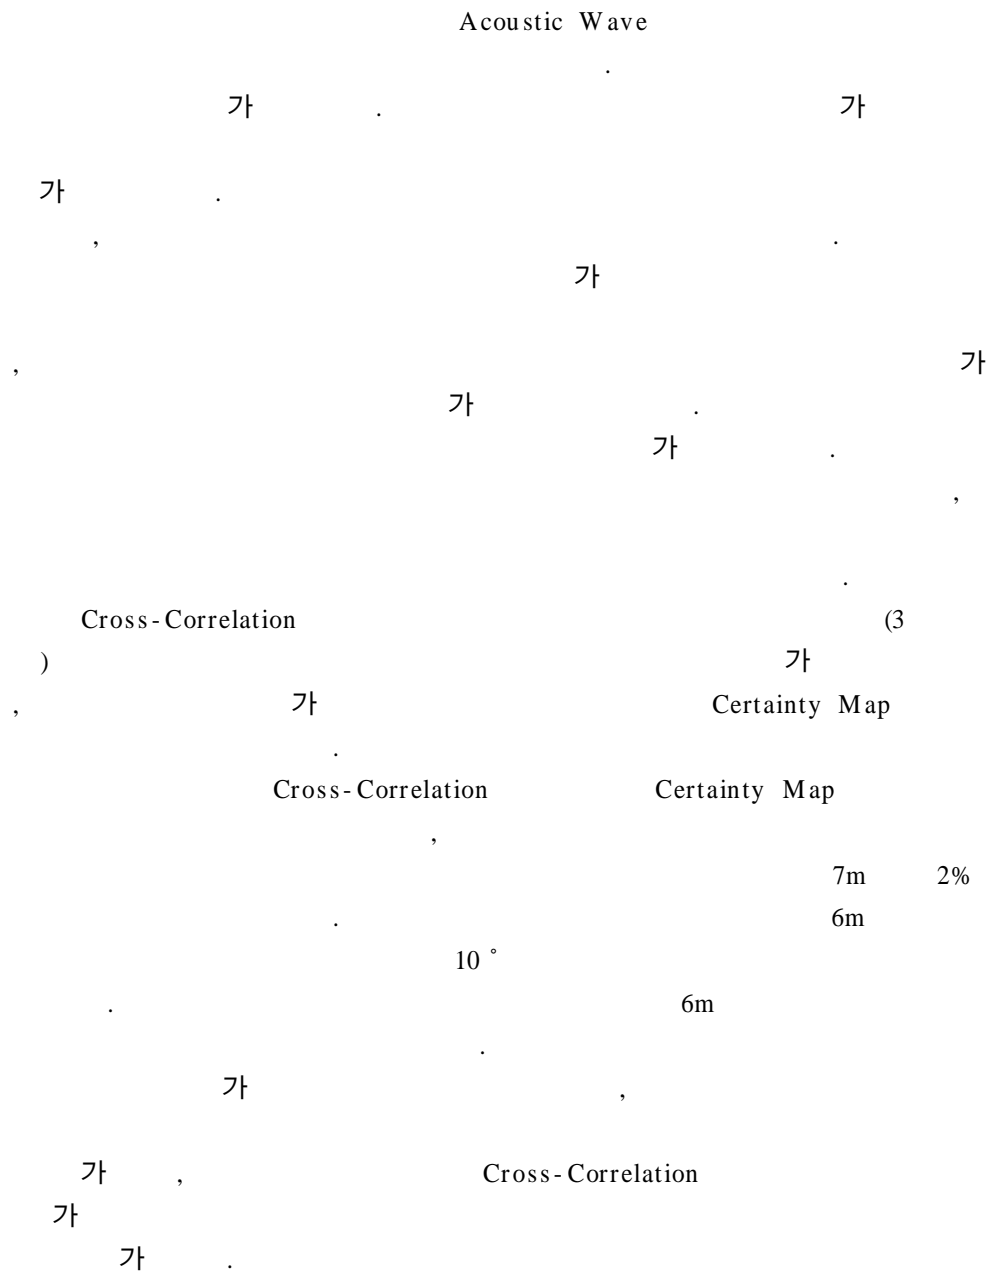 Acoustic Wave
.
가 . 가
가 .
, .
가
, 가
가 .
가 .
,
.
Cross-Correlation (3
) 가
, 가 Certainty Map
.
Cross-Correlation Certainty Map
,
7m 2%
. 6m
10 °
. 6m
.
가 ,
가 , Cross-Correlation
가
가 .